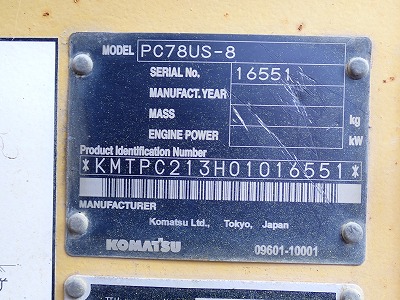 MODEL PC78US-8
SERIAL No. 16551
MANUFACT. YEAR
MASS kg
ENGINE POWER kW
Product Identification Number
*KMTPC213H01016551*
MANUFACTURER
Komatsu Ltd., Tokyo, Japan
KOMATSU 09601-10001